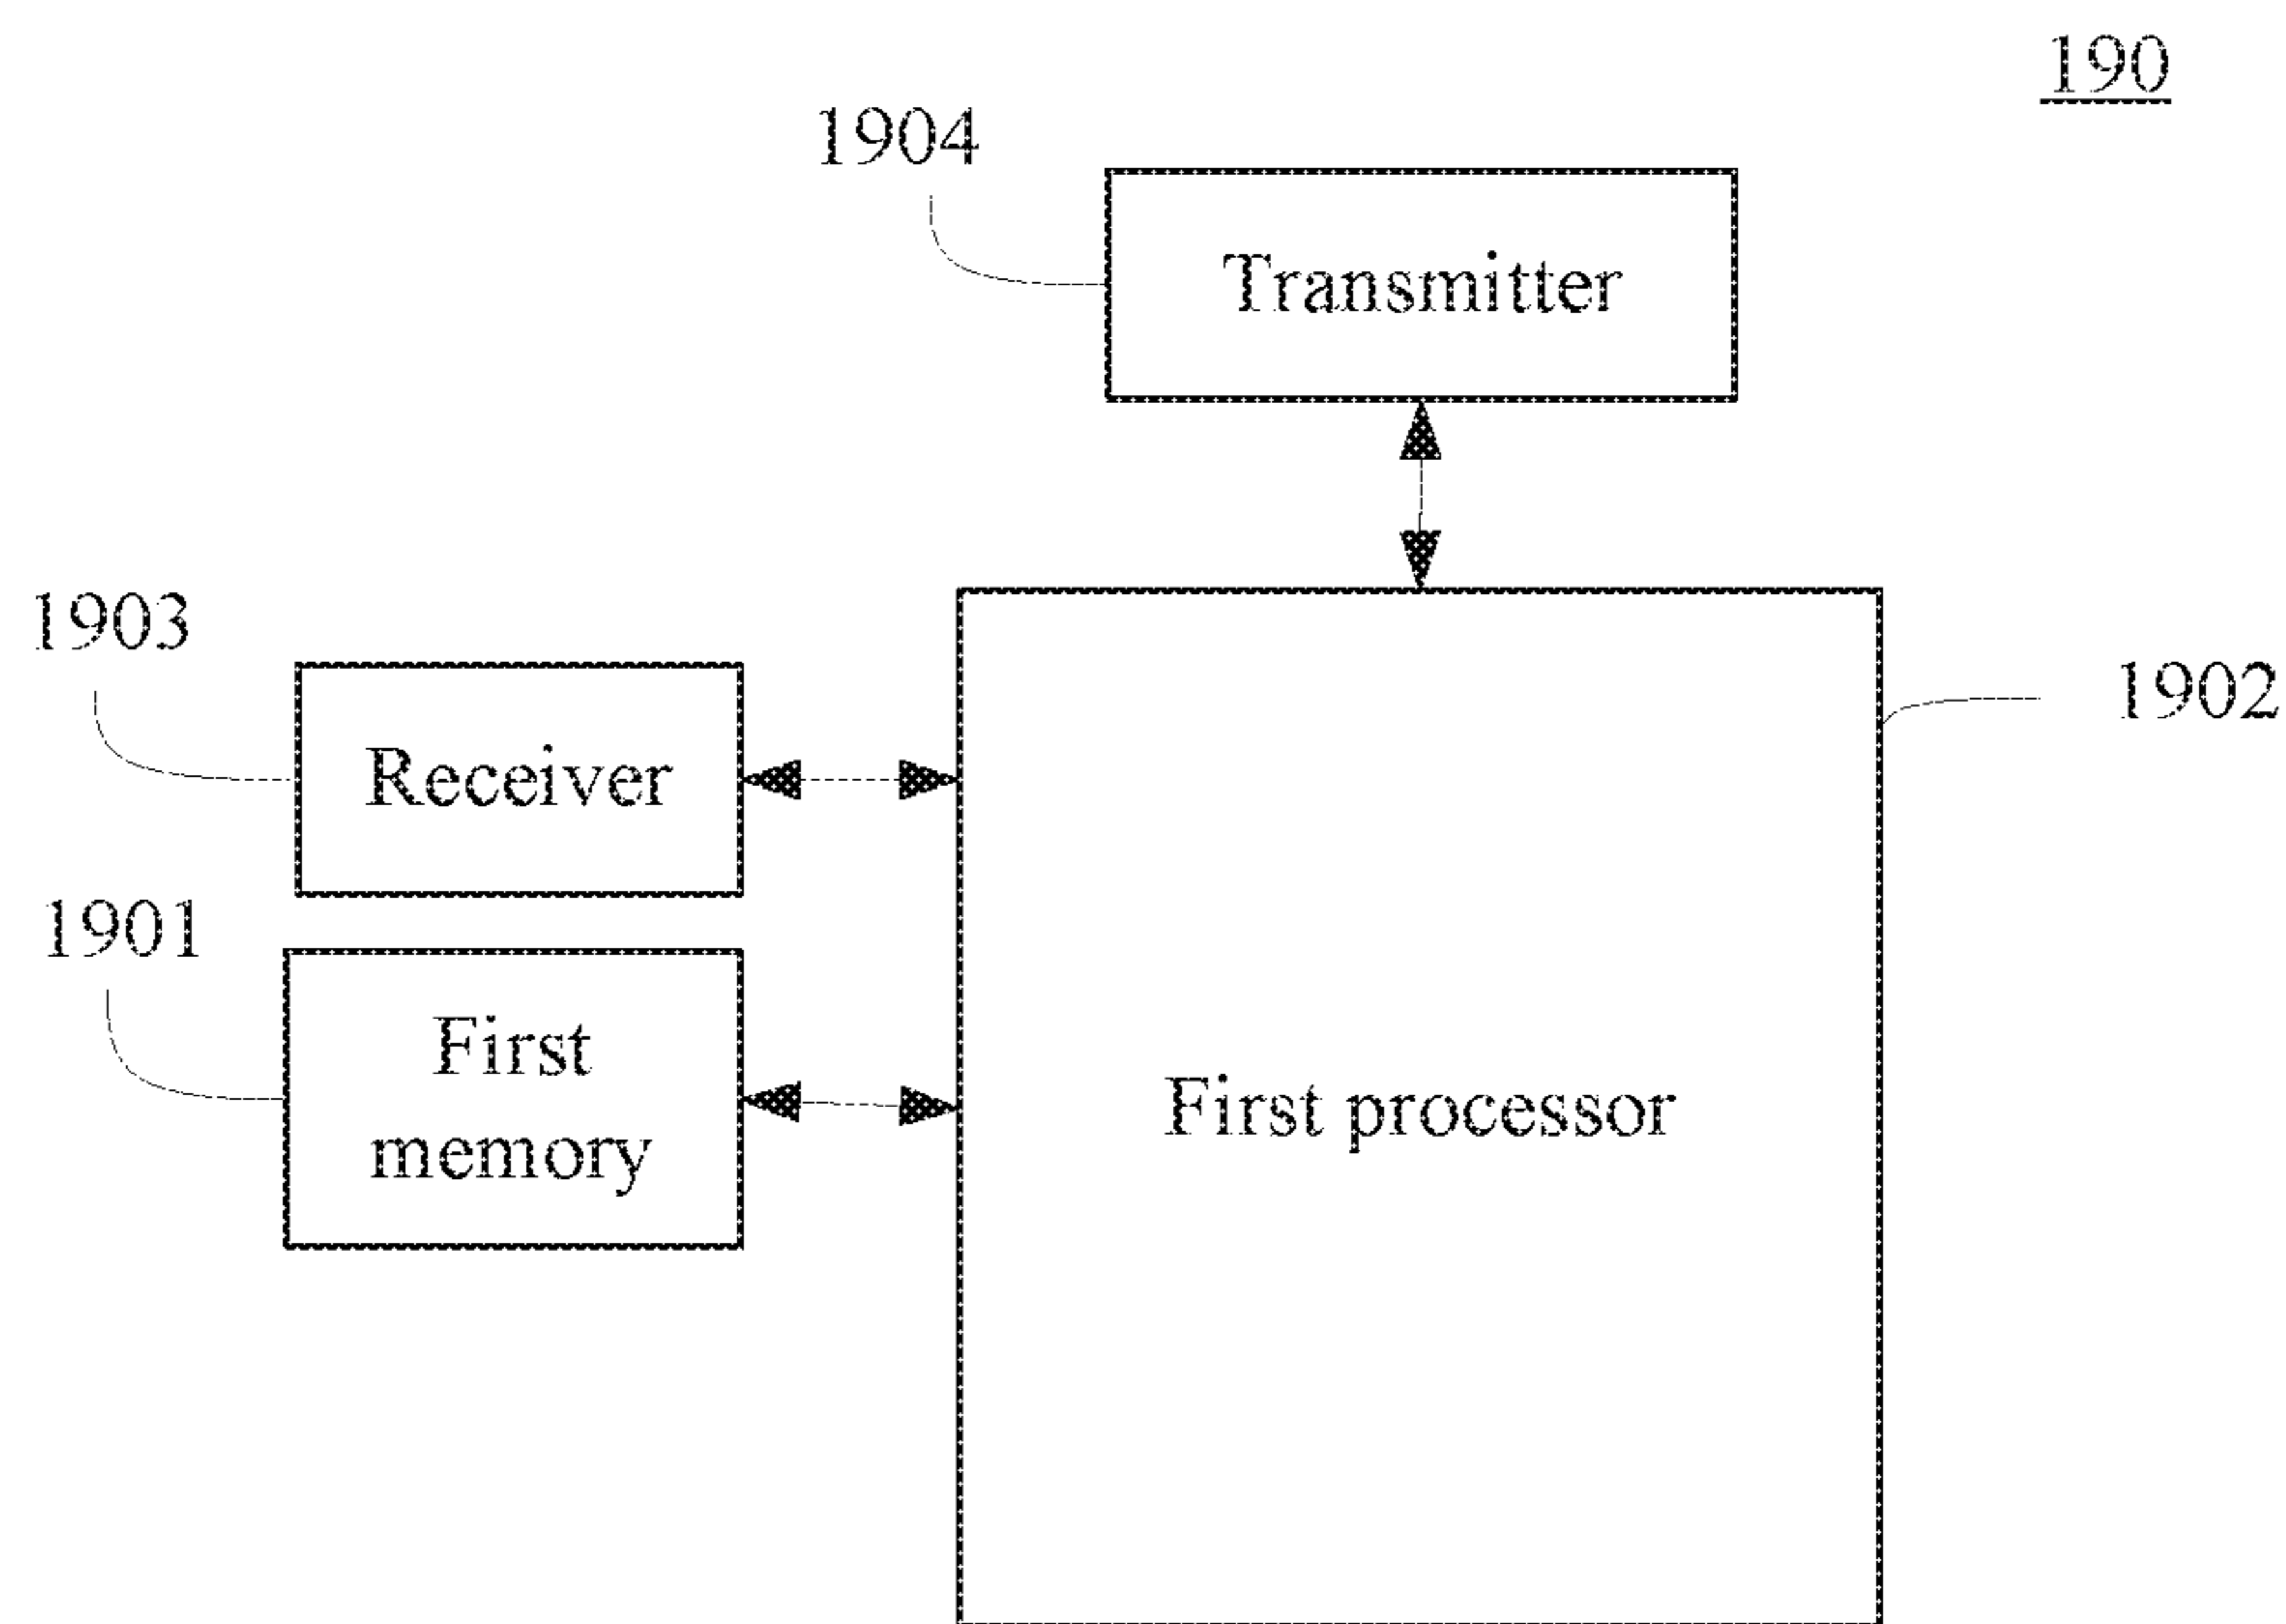 190
1904
Transmitter
1903
1902
Receiver
1901
First
memory
First processor